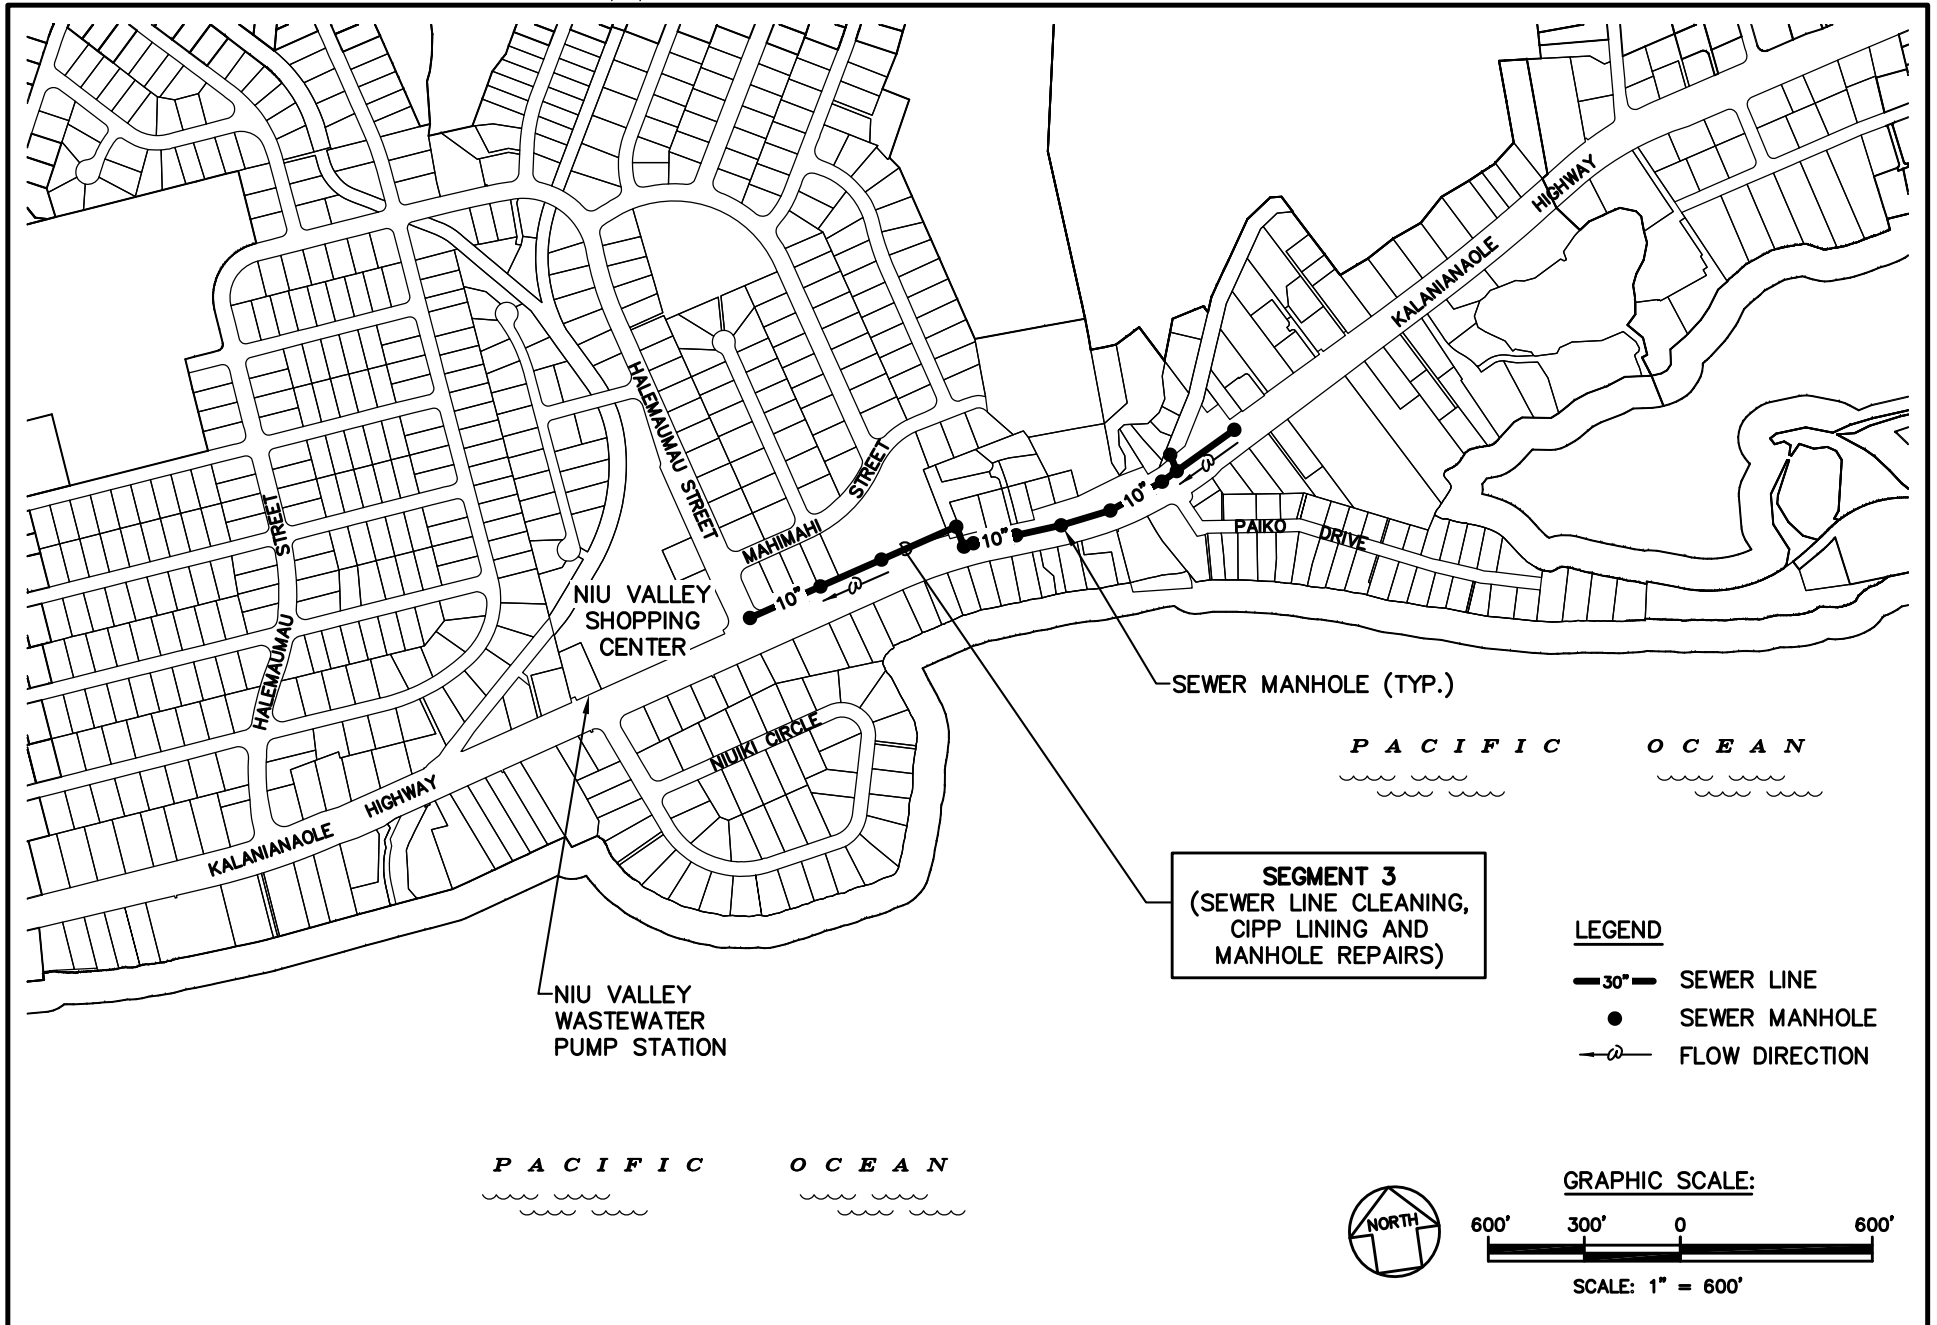 KALANIANAOLE HIGHWAY
HALEMAUMAU STREET
MAHIMAHI STREET
HALEMAUMAU STREET
PAIKO DRIVE
10"
10"
10"
NIU VALLEY
SHOPPING
CENTER
SEWER MANHOLE (TYP.)
NIUIKI CIRCLE
KALANIANAOLE HIGHWAY
PACIFIC OCEAN
SEGMENT 3
(SEWER LINE CLEANING,
CIPP LINING AND
MANHOLE REPAIRS)
NIU VALLEY
WASTEWATER
PUMP STATION
LEGEND
30" SEWER LINE
SEWER MANHOLE
FLOW DIRECTION
PACIFIC OCEAN
NORTH
GRAPHIC SCALE:
600' 300' 0 600'
SCALE: 1" = 600'